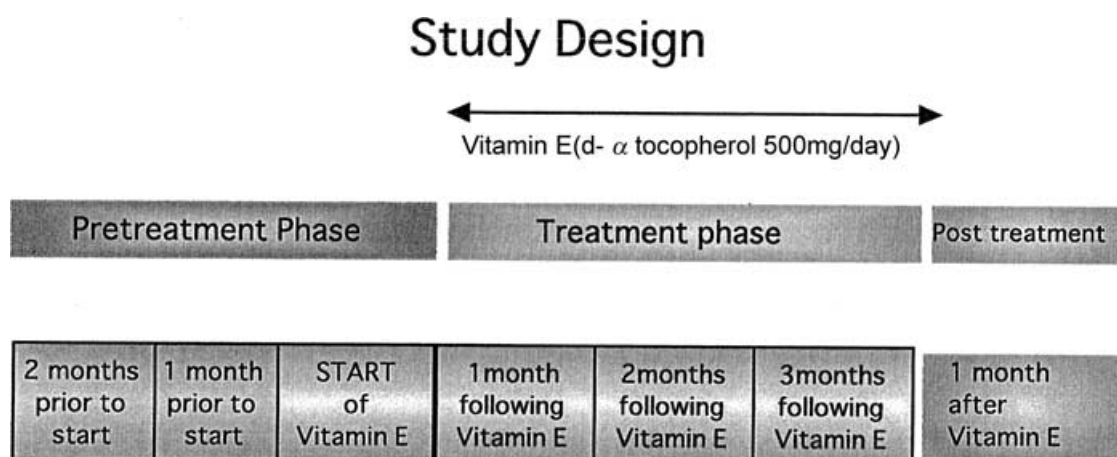 Study Design
Vitamin E(d- α tocopherol 500mg/day)
Pretreatment Phase
Treatment phase
Post treatment
2 months
prior to
start
1 month
prior to
start
START
of
Vitamin E
1month
following
Vitamin E
2months
following
Vitamin E
3months
following
Vitamin E
1 month
after
Vitamin E